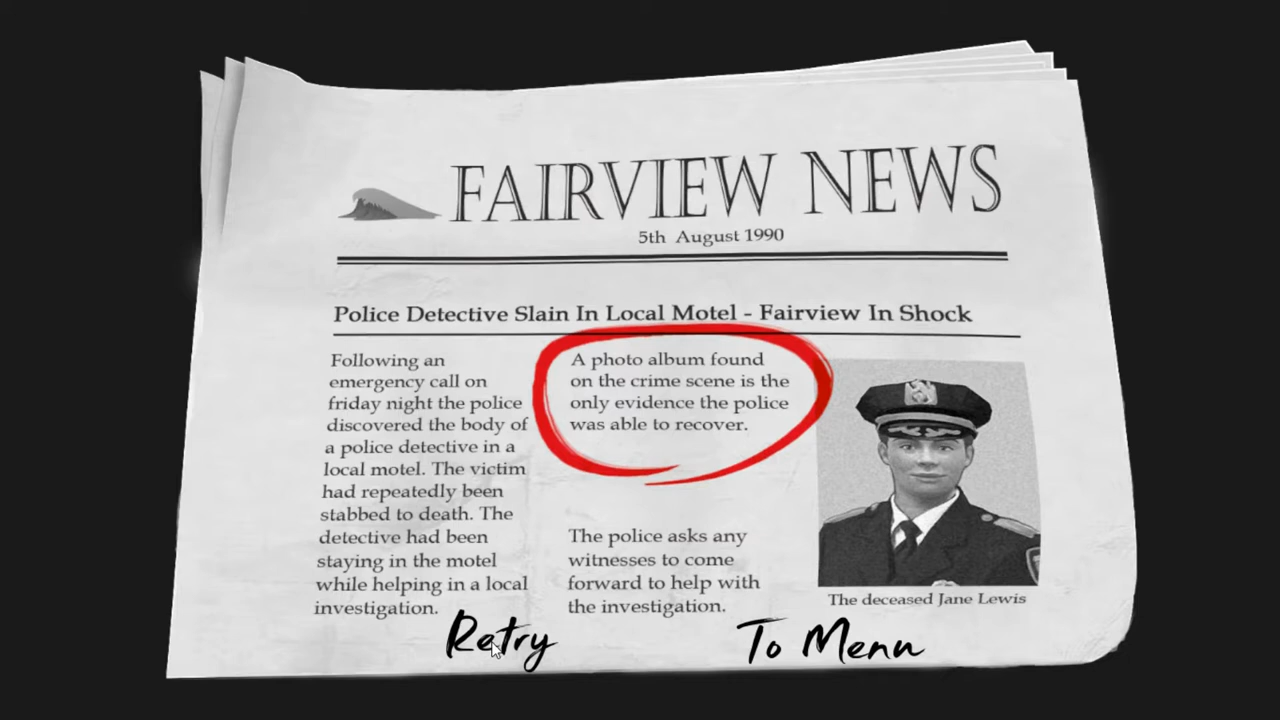 FAIRVIEW NEWS
5th August 1990
Police Detective Slain In Local Motel - Fairview In Shock
Following an
emergency call on
friday night the police
discovered the body of
a police detective in a
local motel. The victim
had repeatedly been
stabbed to death. The
detective had been
staying in the motel
while helping in a local
investigation.
A photo album found
on the crime scene is the
only evidence the police
was able to recover.
The police asks any
witnesses to come
forward to help with
the investigation.
The deceased Jane Lewis
Retry
To Menu